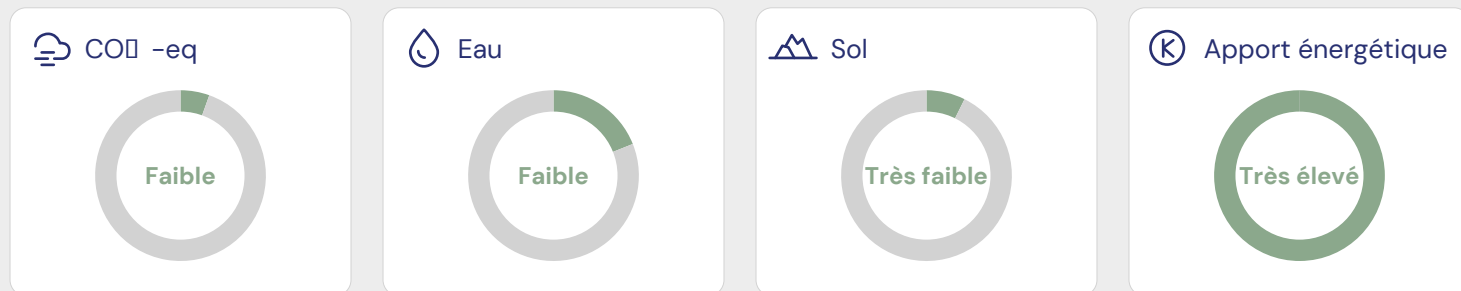 CO▯ -eq
Eau
Sol
Apport énergétique
Faible
Faible
Très faible
Très élevé